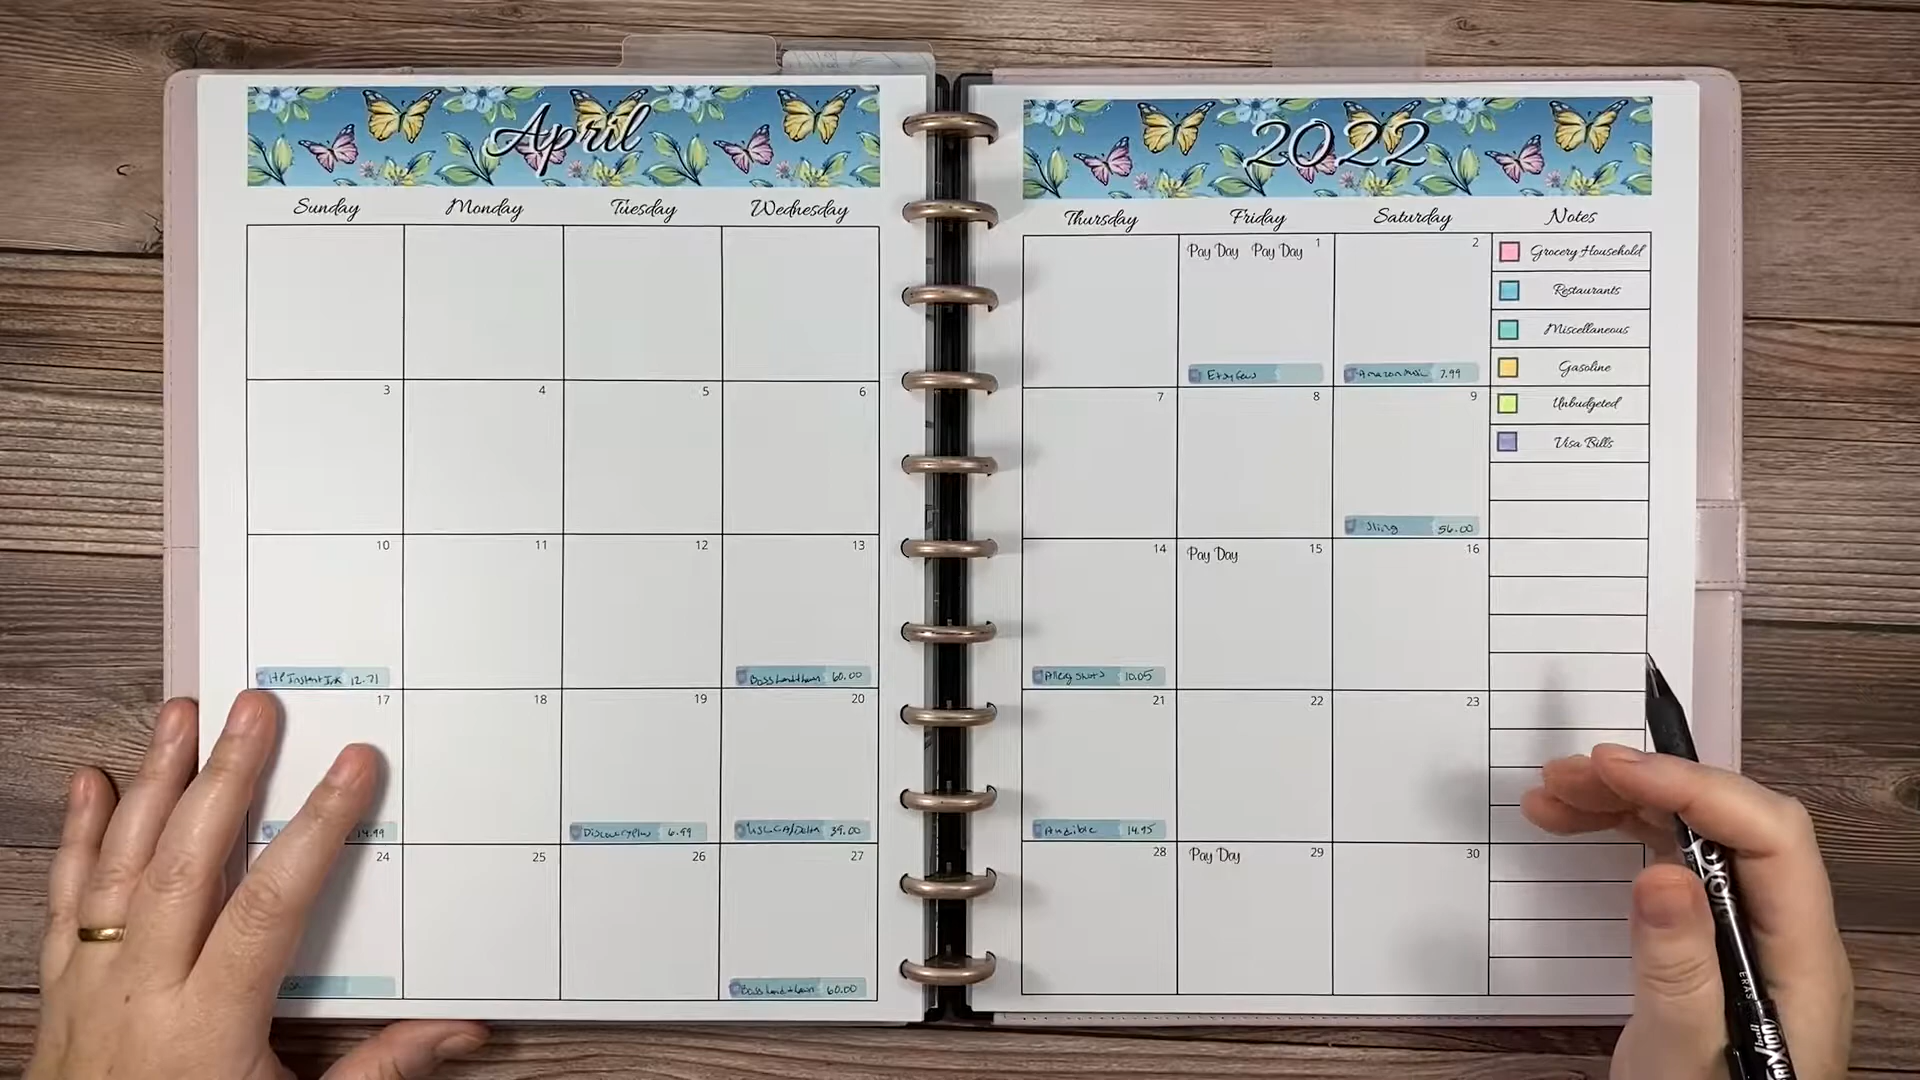 April
Sunday Monday Tuesday Wednesday
3 4 5 6
10 11 12 13
HP Instant Ink 12.71
60.00
17 18 19 20
14.99
6.99
39.00
24 25 26 27
60.00
2022
Thursday Friday Saturday Notes
Pay Day Pay Day 1 2
Amazon Music 7.99
7 8 9
Sling 56.00
14 Pay Day 15 16
Allergy Shots 10.05
21 22 23
Audible 14.95
28 Pay Day 29 30
Grocery Household
Restaurants
Miscellaneous
Gasoline
Unbudgeted
Visa Bills